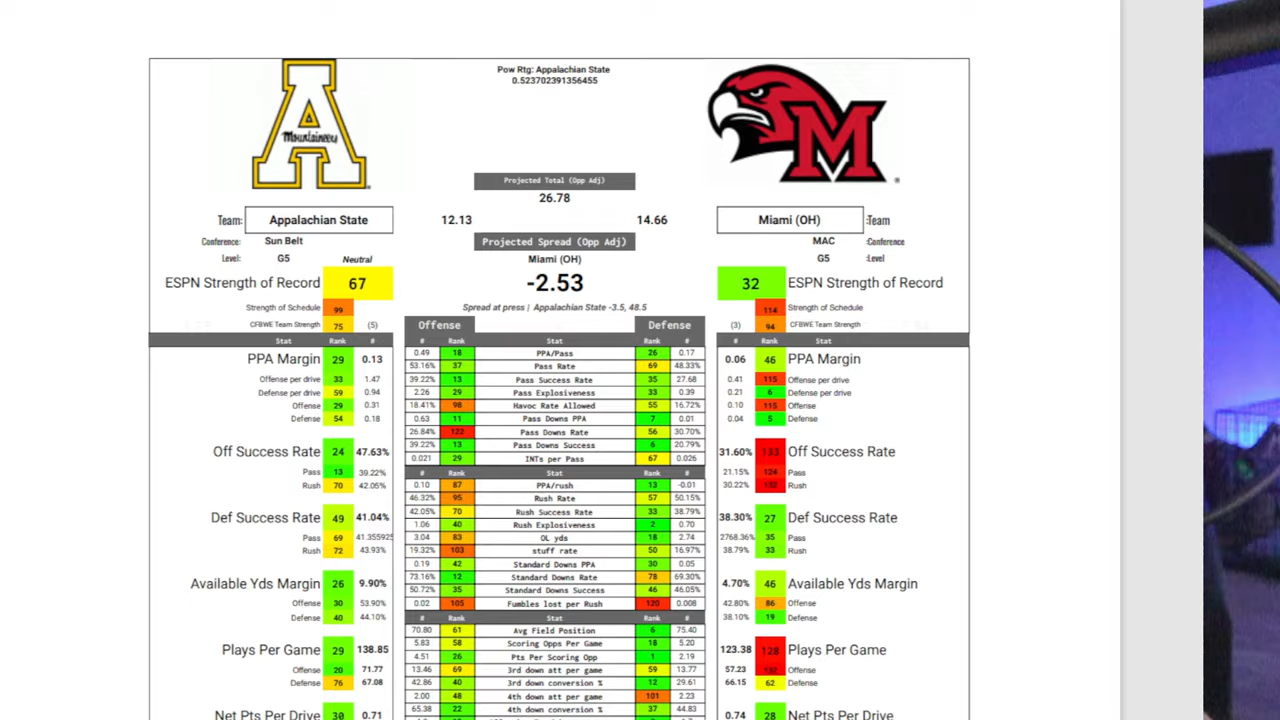 Pow Rtg: Appalachian State
0.523702391356455
Mountaineers
M
Projected Total (Opp Adj)
26.78
Team: Appalachian State 12.13 14.66 Miami (OH) :Team
Conference: Sun Belt Projected Spread (Opp Adj) MAC :Conference
Level: G5 Neutral Miami (OH) G5 :Level
ESPN Strength of Record 67 -2.53 32 ESPN Strength of Record
Strength of Schedule 99 Spread at press | Appalachian State -3.5, 48.5 114 Strength of Schedule
CFBWE Team Strength 75 (5) Offense Defense (3) 94 CFBWE Team Strength
Stat Rank # # Rank Stat Rank # # Rank Stat
PPA Margin 29 0.13 0.49 18 PPA/Pass 26 0.17 0.06 46 PPA Margin
53.16% 37 Pass Rate 69 48.33%
Offense per drive 33 1.47 39.22% 13 Pass Success Rate 35 27.68 0.41 115 Offense per drive
Defense per drive 59 0.94 2.26 29 Pass Explosiveness 33 0.39 0.21 6 Defense per drive
Offense 29 0.31 18.41% 98 Havoc Rate Allowed 55 16.72% 0.10 115 Offense
Defense 54 0.18 0.63 11 Pass Downs PPA 7 0.01 0.04 5 Defense
26.84% 122 Pass Downs Rate 56 30.70%
Off Success Rate 24 47.63% 39.22% 13 Pass Downs Success 6 20.79% 31.60% 133 Off Success Rate
0.021 29 INTs per Pass 67 0.026
Pass 13 39.22% # Rank Stat Rank # 21.15% 124 Pass
Rush 70 42.05% 0.10 87 PPA/rush 13 -0.01 30.22% 132 Rush
46.32% 95 Rush Rate 57 50.15%
Def Success Rate 49 41.04% 42.05% 70 Rush Success Rate 33 38.79% 38.30% 27 Def Success Rate
1.06 40 Rush Explosiveness 2 0.70
Pass 69 41.355925 3.04 83 OL yds 18 2.74 2768.36% 35 Pass
Rush 72 43.93% 19.32% 103 stuff rate 50 16.97% 38.79% 33 Rush
0.19 42 Standard Downs PPA 30 0.05
Available Yds Margin 26 9.90% 73.16% 12 Standard Downs Rate 78 69.30% 4.70% 46 Available Yds Margin
50.72% 35 Standard Downs Success 46 46.05%
Offense 30 53.90% 0.02 105 Fumbles lost per Rush 120 0.008 42.80% 86 Offense
Defense 40 44.10% # Rank Stat Rank # 38.10% 19 Defense
70.80 61 Avg Field Position 6 75.40
Plays Per Game 29 138.85 5.83 58 Scoring Opps Per Game 18 5.20 123.38 128 Plays Per Game
4.51 26 Pts Per Scoring Opp 1 2.19
Offense 20 71.77 13.46 69 3rd down att per game 59 13.77 57.23 132 Offense
Defense 76 67.08 42.86 40 3rd down conversion % 12 29.61 66.15 62 Defense
2.00 48 4th down att per game 101 2.23
Net Pts Per Drive 30 0.71 65.38 22 4th down conversion % 37 44.83 0.74 28 Net Pts Per Drive